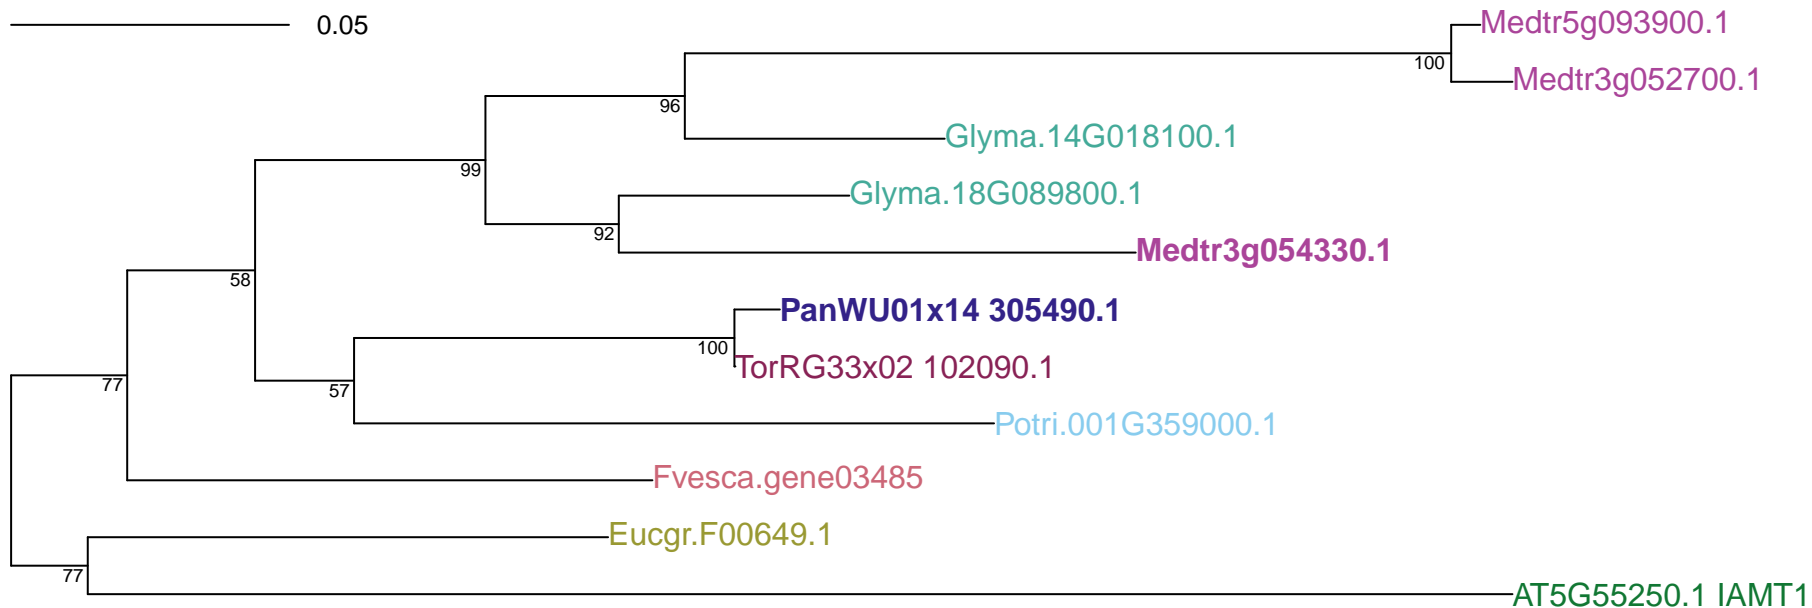 0.05
Medtr5g093900.1
100
Medtr3g052700.1
96
Glyma.14G018100.1
99
Glyma.18G089800.1
92
Medtr3g054330.1
58
PanWU01x14 305490.1
100
TorRG33x02 102090.1
77
57
Potri.001G359000.1
Fvesca.gene03485
Eucgr.F00649.1
77
AT5G55250.1 IAMT1